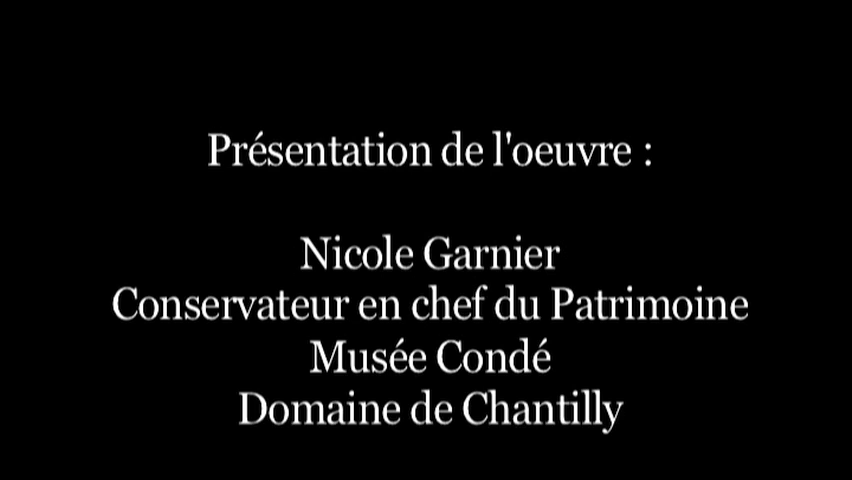 Présentation de l'oeuvre :
Nicole Garnier
Conservateur en chef du Patrimoine
Musée Condé
Domaine de Chantilly